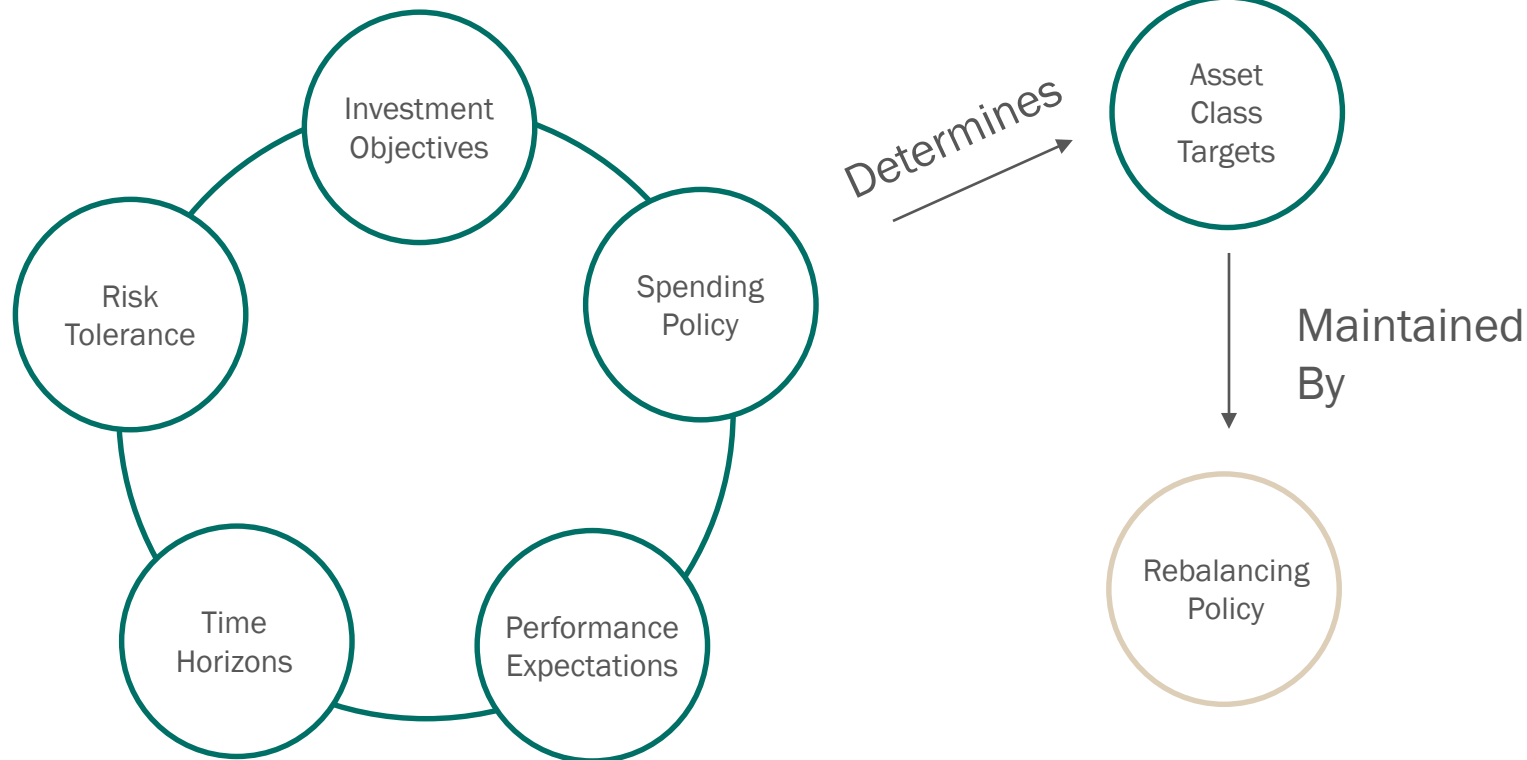 Investment
Objectives
Spending
Policy
Performance
Expectations
Time
Horizons
Risk
Tolerance
Determines
Asset
Class
Targets
Maintained
By
Rebalancing
Policy